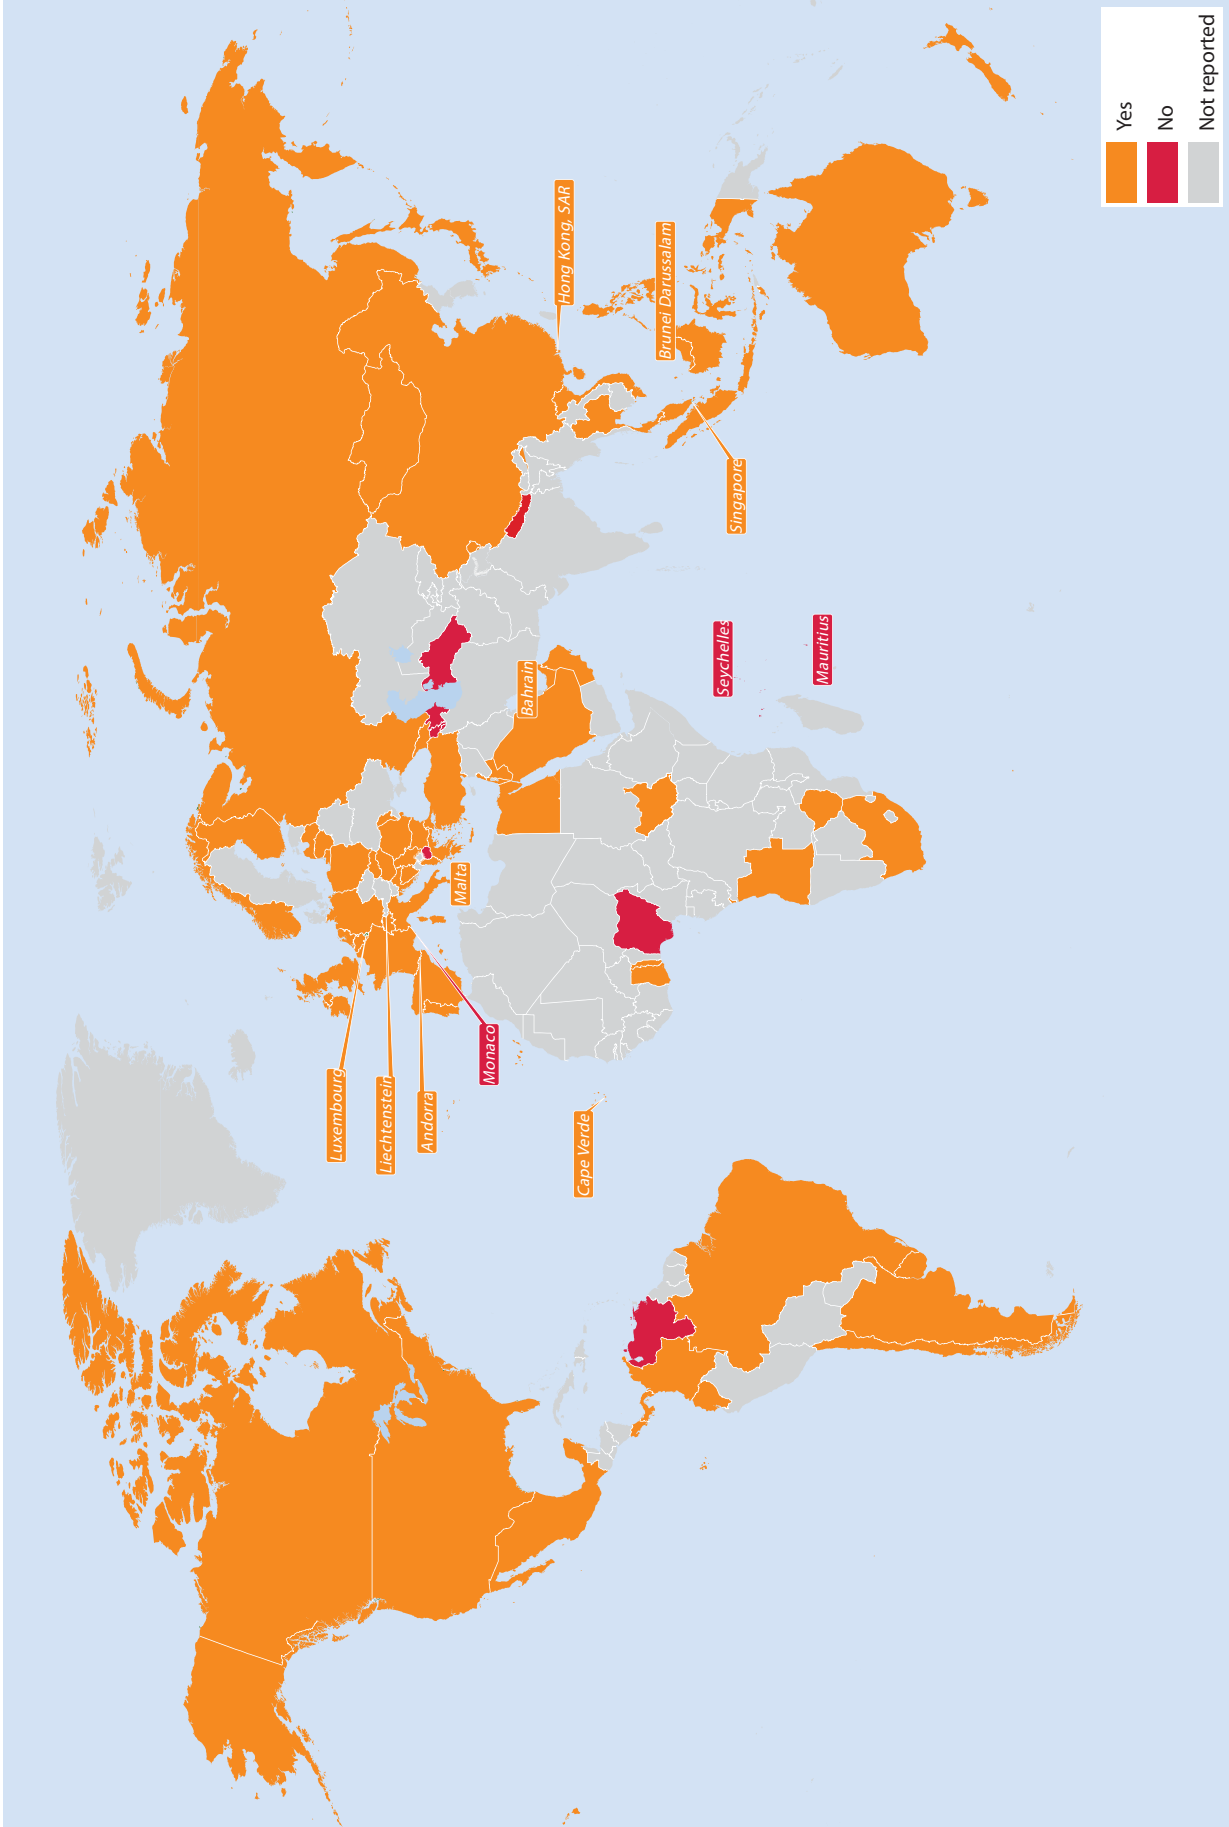 Luxembourg
Liechtenstein
Andorra
Monaco
Malta
Cape Verde
Bahrain
Seychelles
Mauritius
Hong Kong, SAR
Brunei Darussalam
Singapore
Yes
No
Not reported